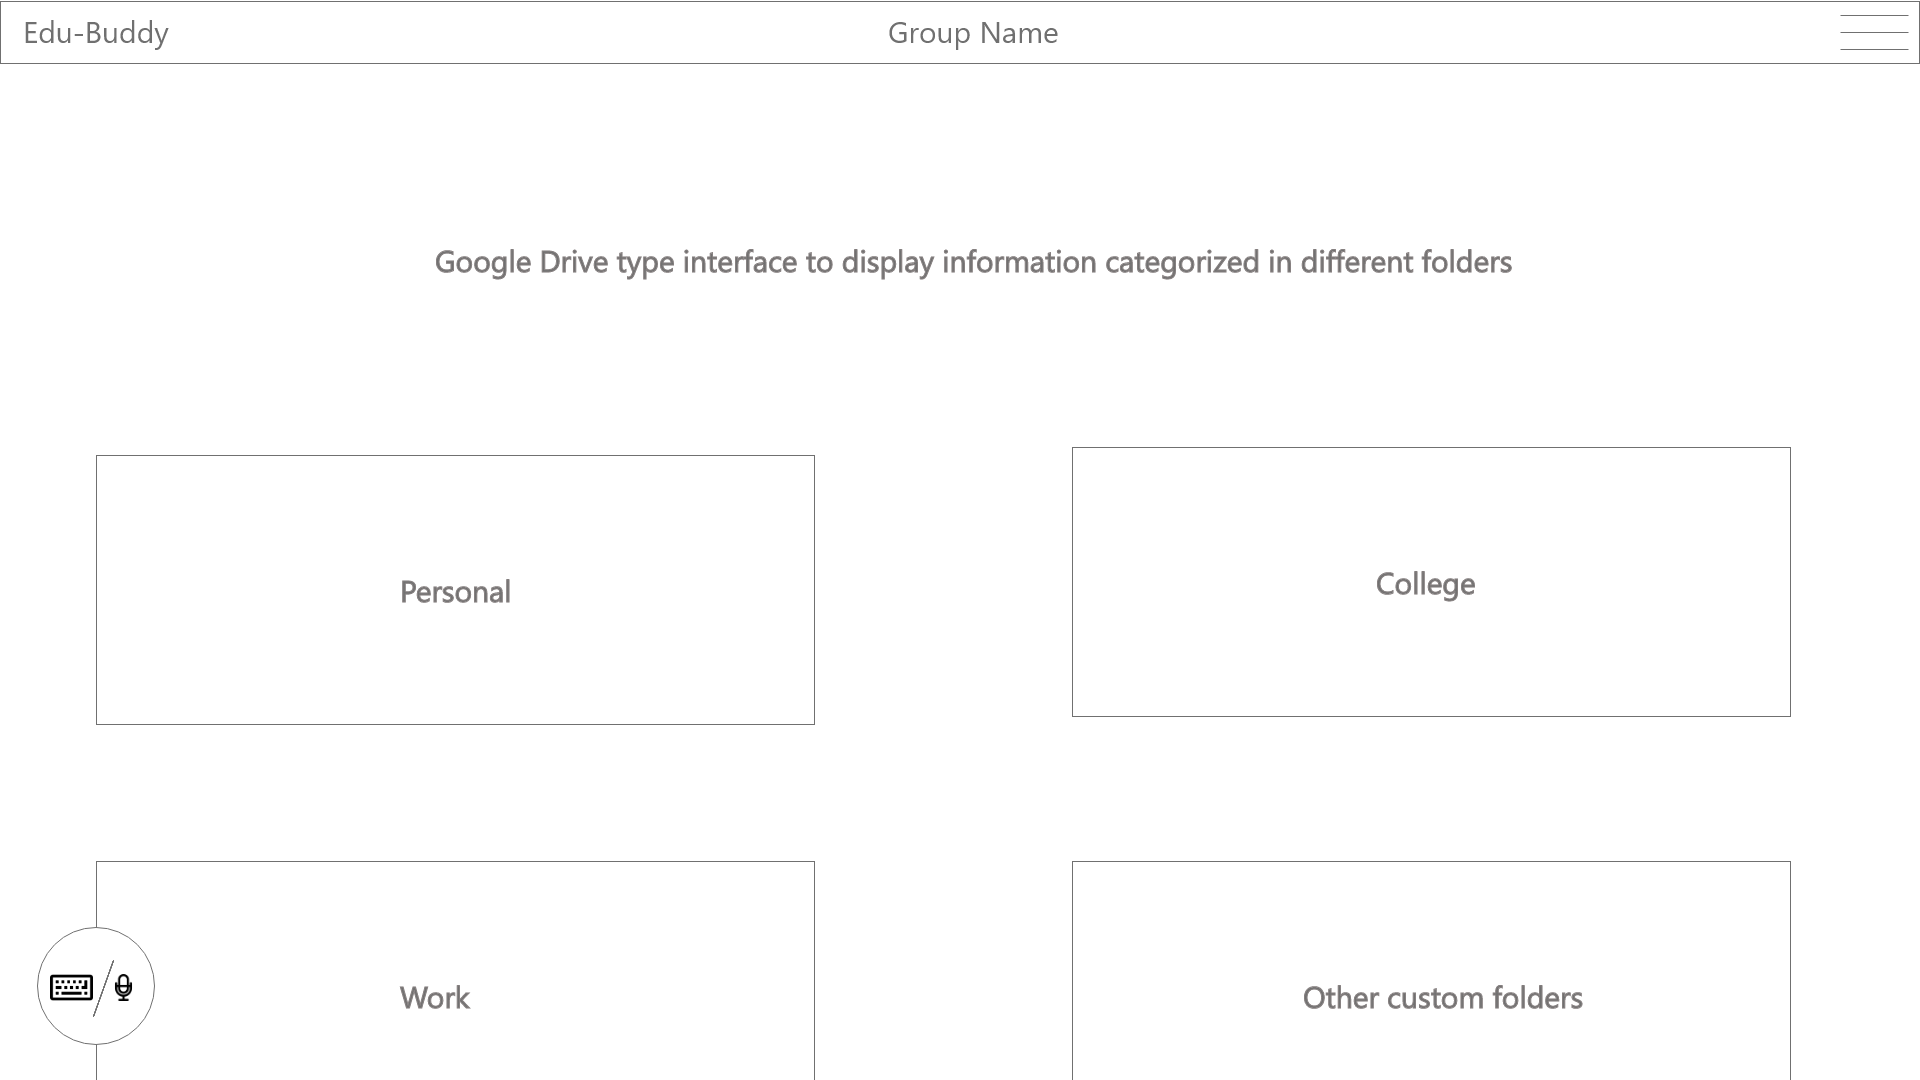 Edu-Buddy
Group Name
Google Drive type interface to display information categorized in different folders
Personal
College
Work
Other custom folders